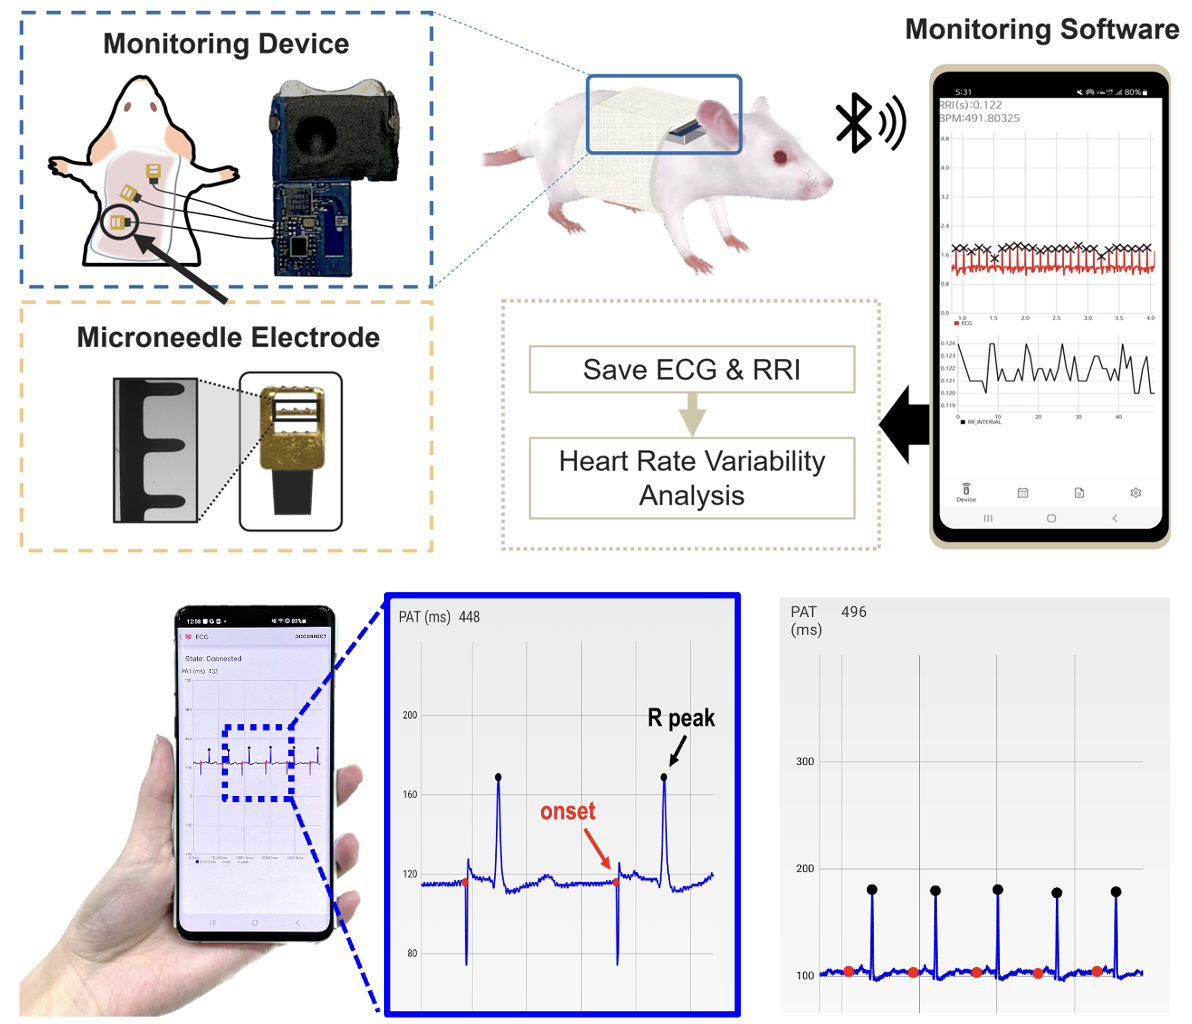 Monitoring Device
Microneedle Electrode
Monitoring Software
5:31
80%
RRI(s):0.122
BPM:491.80325
4.0
3.2
2.4
1.6
0.8
0.0
1.0 1.5 2.0 2.5 3.0 3.5 4.0
ECG
0.124
0.123
0.122
0.121
0.120
0.119
0 10 20 30 40
RR_INTERVAL
Device
Save ECG & RRI
Heart Rate Variability
Analysis
12:58
89%
ECG
DISCONNECT
State: Connected
PAT (ms) 432
PAT (ms) 448
200
160
120
80
R peak
onset
PAT 496
(ms)
300
200
100